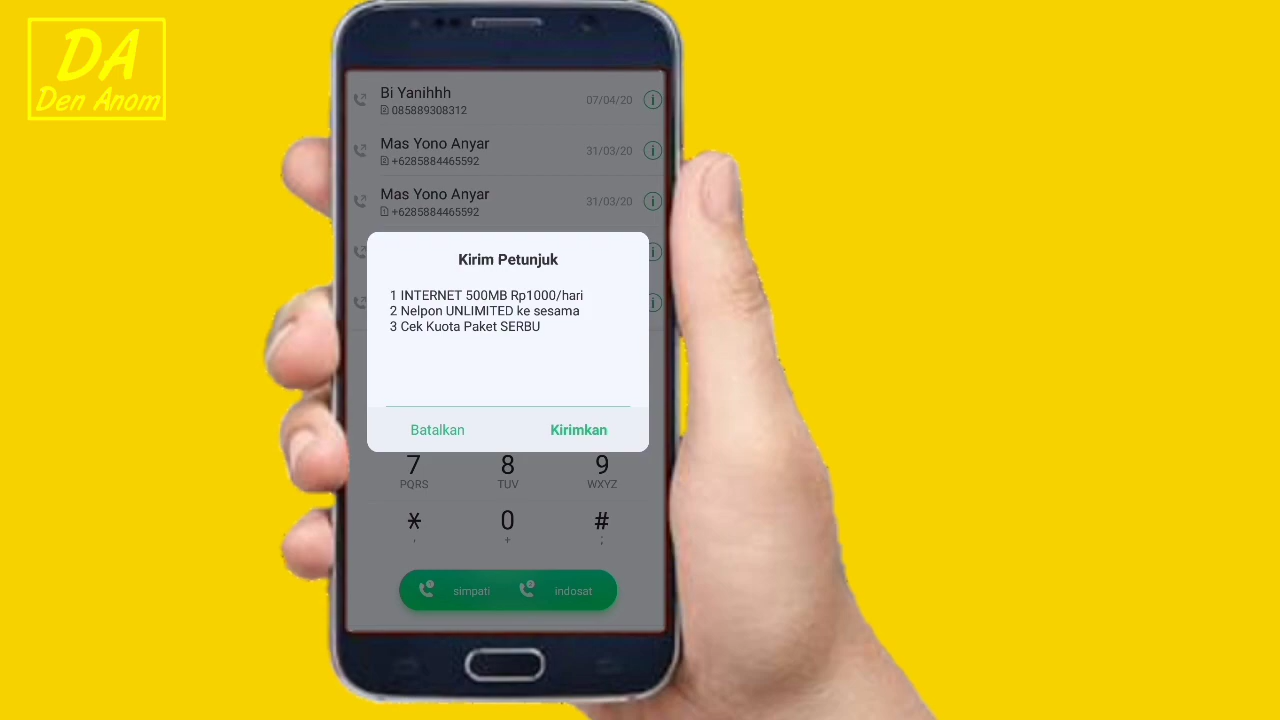 DA
Den Anom
Bi Yanihhh
085889308312
07/04/20
Mas Yono Anyar
+6285884465592
31/03/20
Mas Yono Anyar
+6285884465592
31/03/20
Kirim Petunjuk
1 INTERNET 500MB Rp1000/hari
2 Nelpon UNLIMITED ke sesama
3 Cek Kuota Paket SERBU
Batalkan Kirimkan
7 8 9
PQRS TUV WXYZ
* 0 #
, + ;
1 simpati 2 indosat